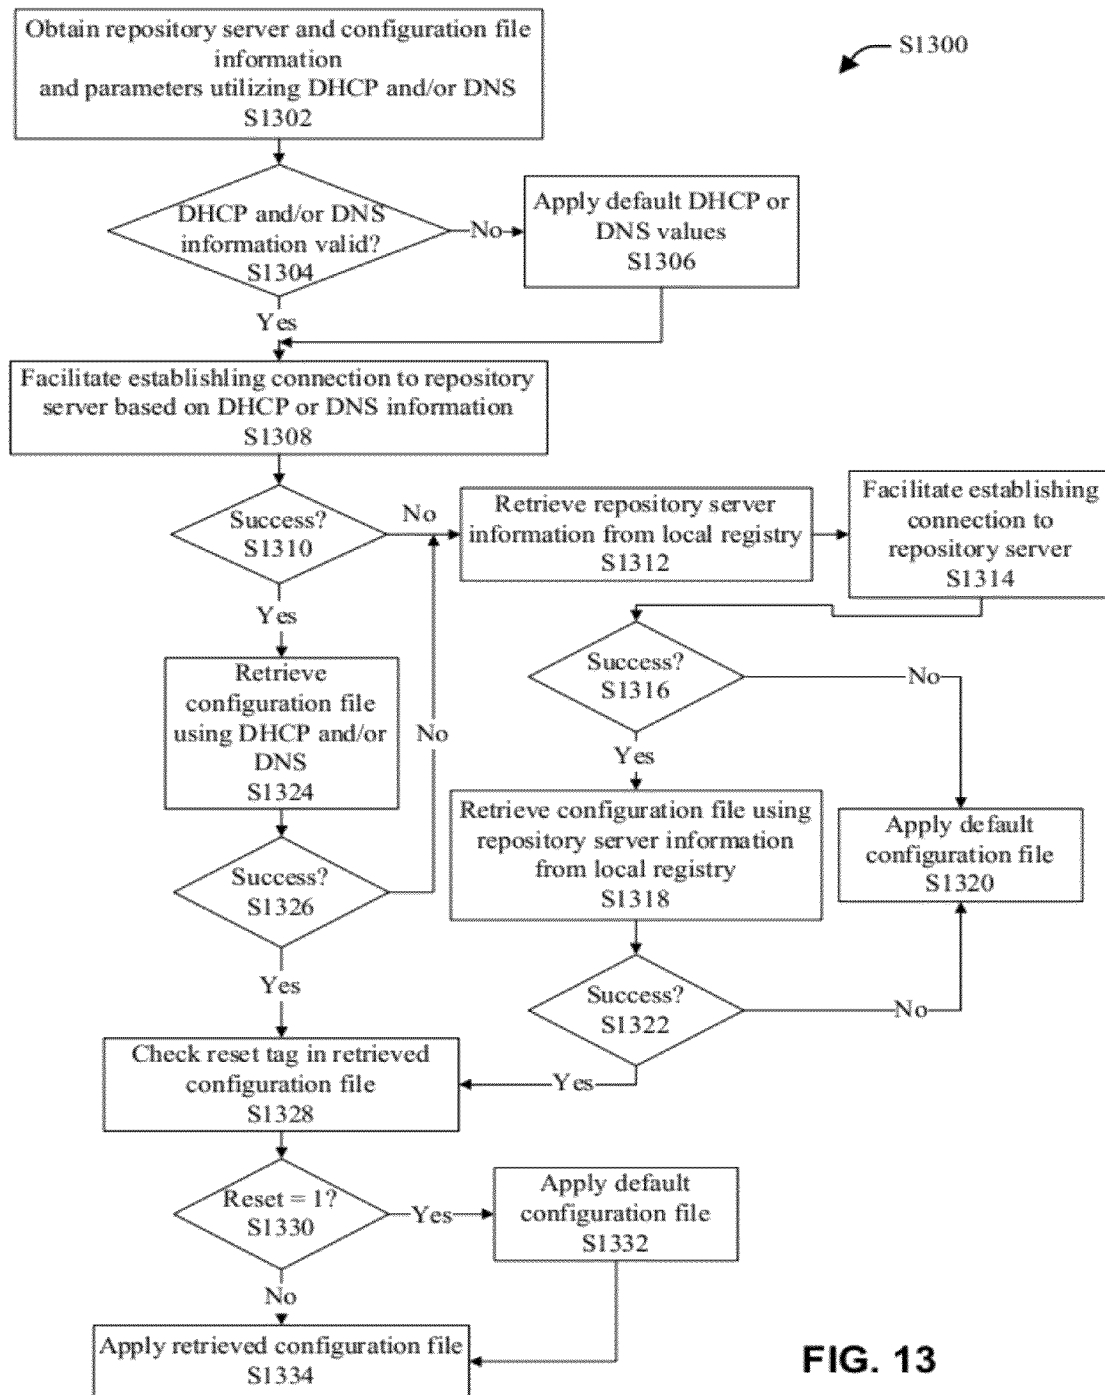 Obtain repository server and configuration file
information
and parameters utilizing DHCP and/or DNS
S1302
S1300
DHCP and/or DNS
information valid?
S1304
No
Apply default DHCP or
DNS values
S1306
Yes
Facilitate establishling connection to repository
server based on DHCP or DNS information
S1308
Success?
S1310
No
Retrieve repository server
information from local registry
S1312
Facilitate establishing
connection to
repository server
S1314
Yes
Retrieve
configuration file
using DHCP and/or
DNS
S1324
No
Success?
S1316
No
Yes
Retrieve configuration file using
repository server information
from local registry
S1318
Apply default
configuration file
S1320
Success?
S1326
Yes
Success?
S1322
No
Yes
Check reset tag in retrieved
configuration file
S1328
Reset = 1?
S1330
Yes
Apply default
configuration file
S1332
No
Apply retrieved configuration file
S1334
FIG. 13